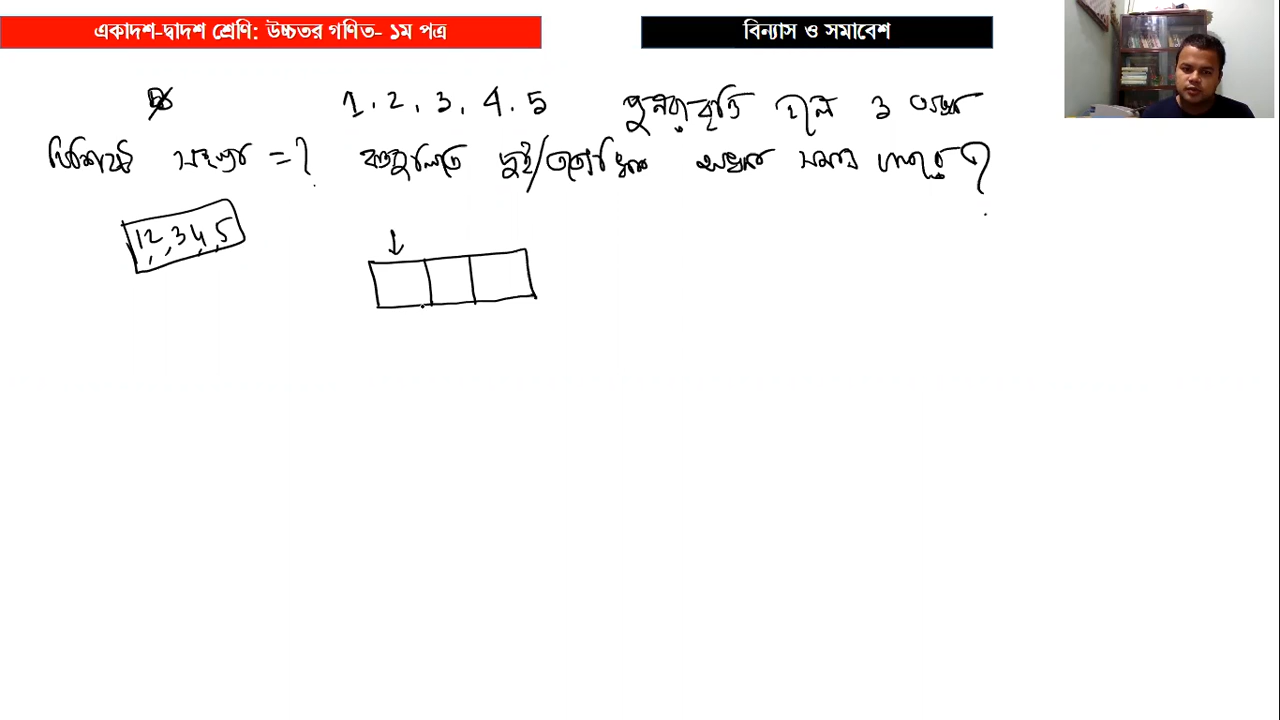 একাদশ-দ্বাদশ শ্রেণি: উচ্চতর গণিত- ১ম পত্র
বিন্যাস ও সমাবেশ
1, 2, 3, 4, 5 পুনরাবৃত্তি হলে 3 অঙ্ক
বিশিষ্ট সংখ্যা = ? কতগুলিতে দুই/ততোধিক অঙ্ক সমান থাকবে ?
1 2, 3 4, 5